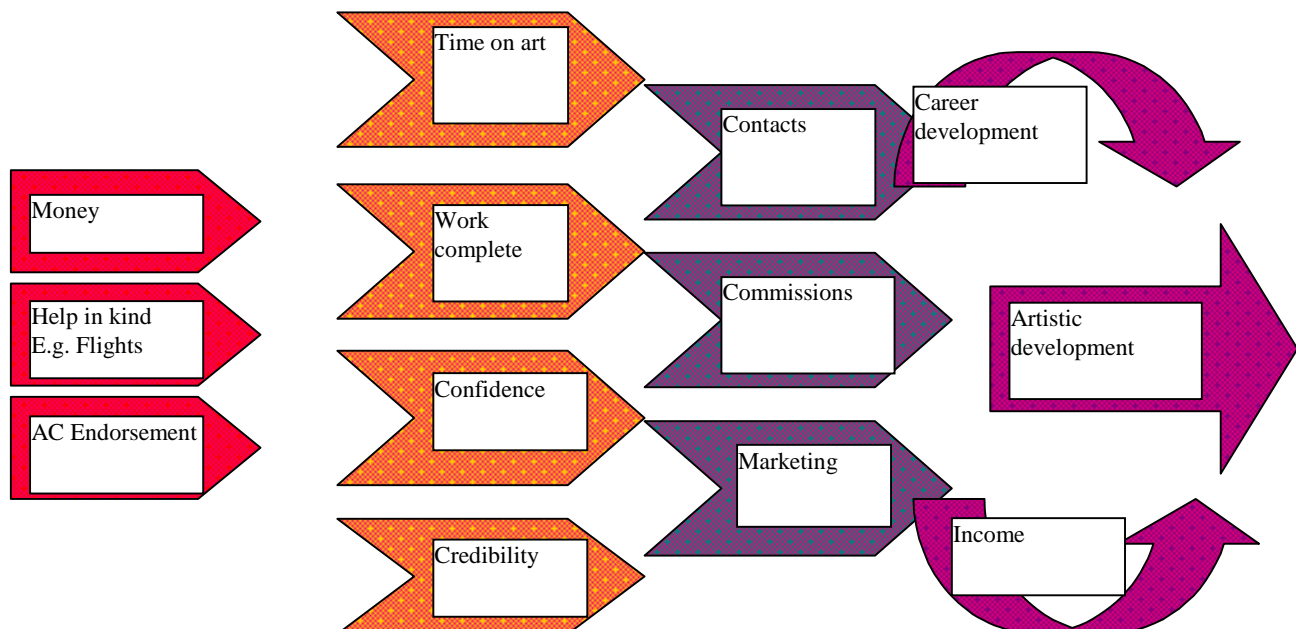 Money
Help in kind
E.g. Flights
AC Endorsement
Time on art
Work
complete
Confidence
Credibility
Contacts
Commissions
Marketing
Career
development
Artistic
development
Income